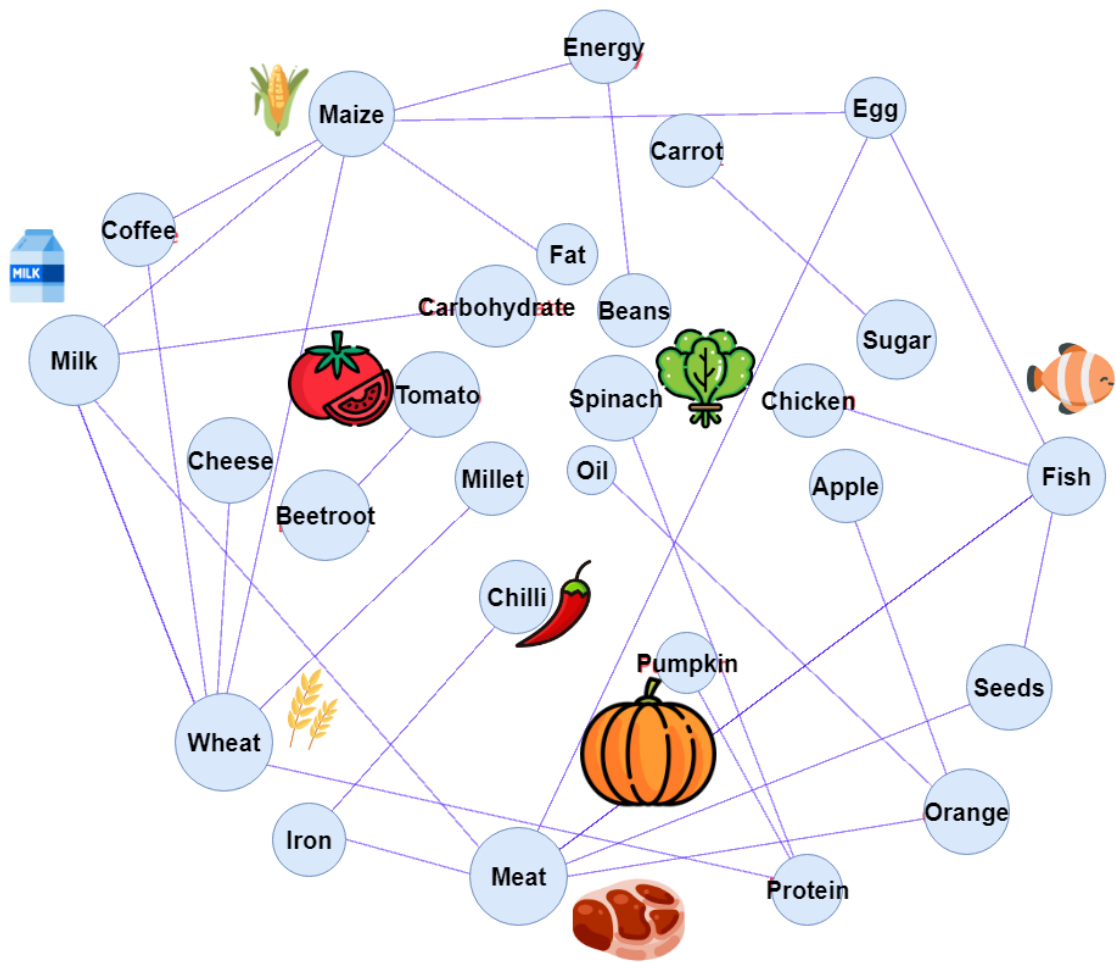 Energy
Maize
Egg
Carrot
Coffee
Fat
MILK
Carbohydrate
Beans
Sugar
Milk
Tomato
Spinach
Chicken
Cheese
Millet
Oil
Apple
Fish
Beetroot
Chilli
Pumpkin
Seeds
Wheat
Orange
Iron
Meat
Protein